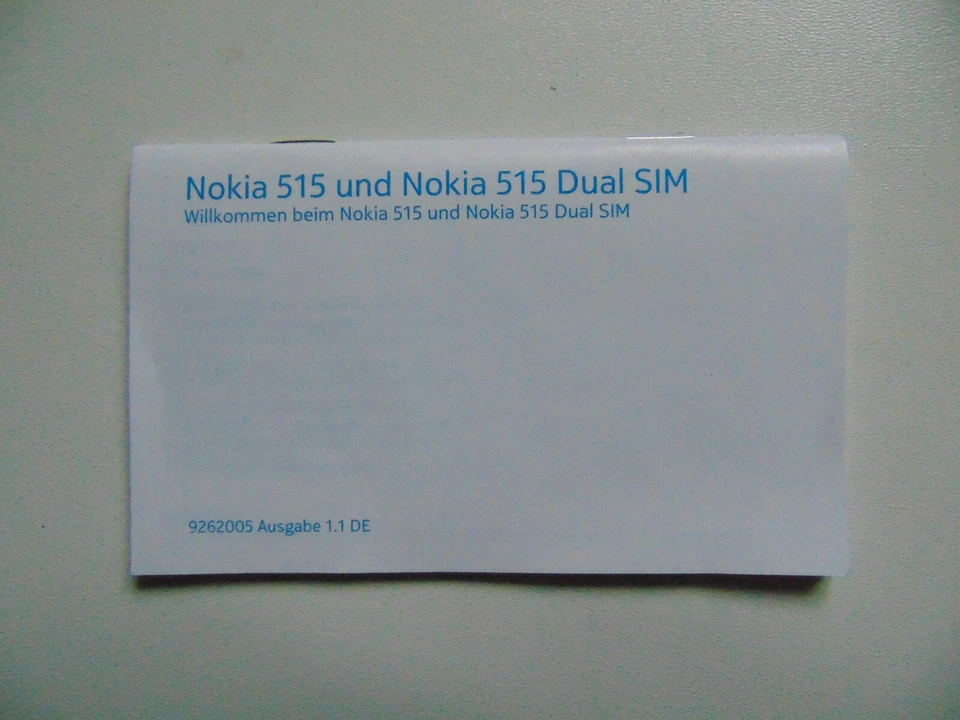 Nokia 515 und Nokia 515 Dual SIM
Willkommen beim Nokia 515 und Nokia 515 Dual SIM
9262005 Ausgabe 1.1 DE